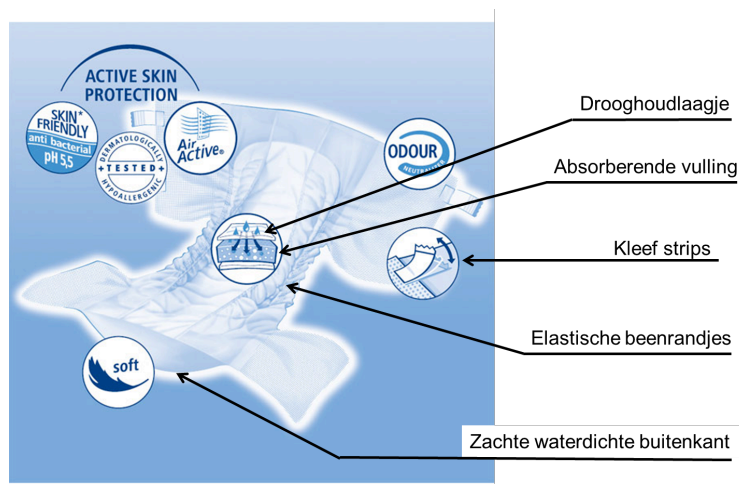 ACTIVE SKIN
PROTECTION
SKIN*
FRIENDLY
anti bacterial
pH 5,5
DERMATOLOGICALLY
TESTED
HYPOALLERGENIC
Air
Active®
ODOUR
NEUTRALISER
soft
Drooghoudlaagje
Absorberende vulling
Kleef strips
Elastische beenrandjes
Zachte waterdichte buitenkant